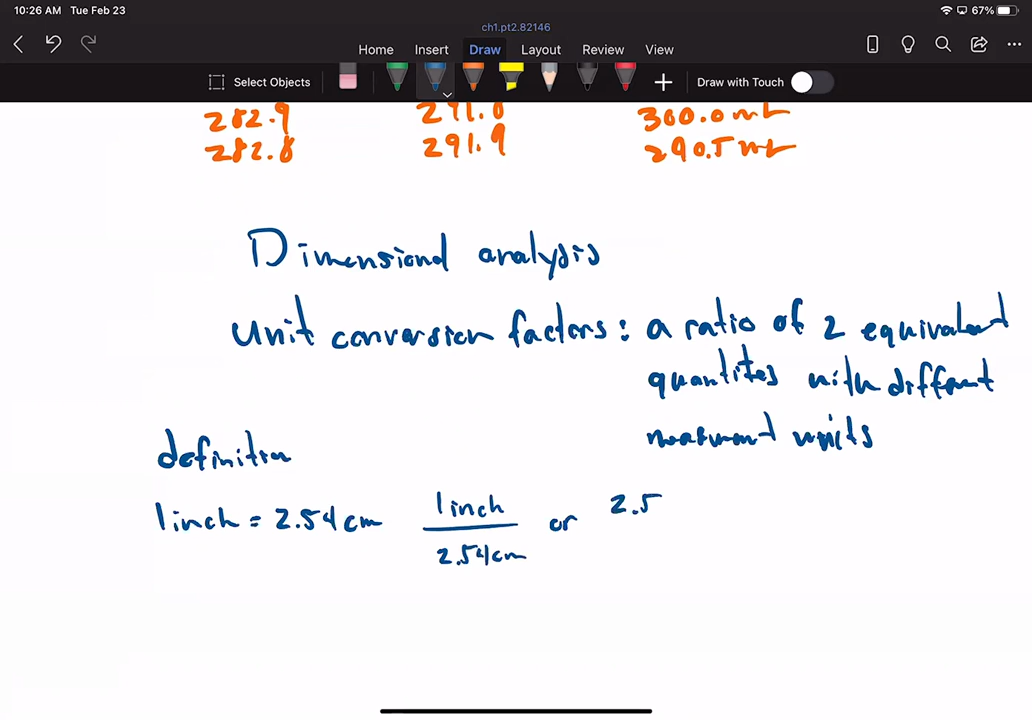 10:26 AM Tue Feb 23 67%
ch1.pt2.82146
Home Insert Draw Layout Review View
Select Objects Draw with Touch
282.9 291.0 300.0 mL
282.8 291.9 290.5 mL
Dimensional analysis
Unit conversion factors: a ratio of 2 equivalent
quantites with diffent
measurment units
definition
1 inch = 2.54 cm 1 inch or 2.5
2.54 cm